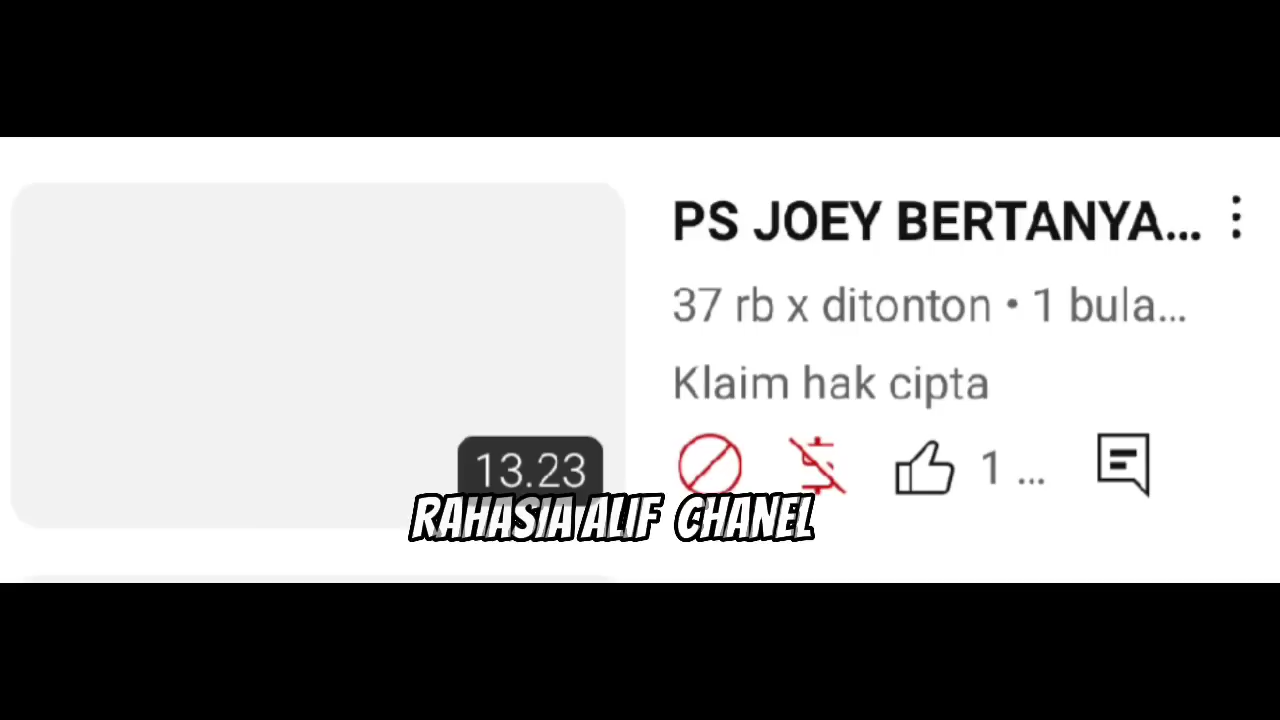 PS JOEY BERTANYA...
37 rb x ditonton • 1 bula...
Klaim hak cipta
1 ...
13.23
RAHASIA ALIF CHANEL